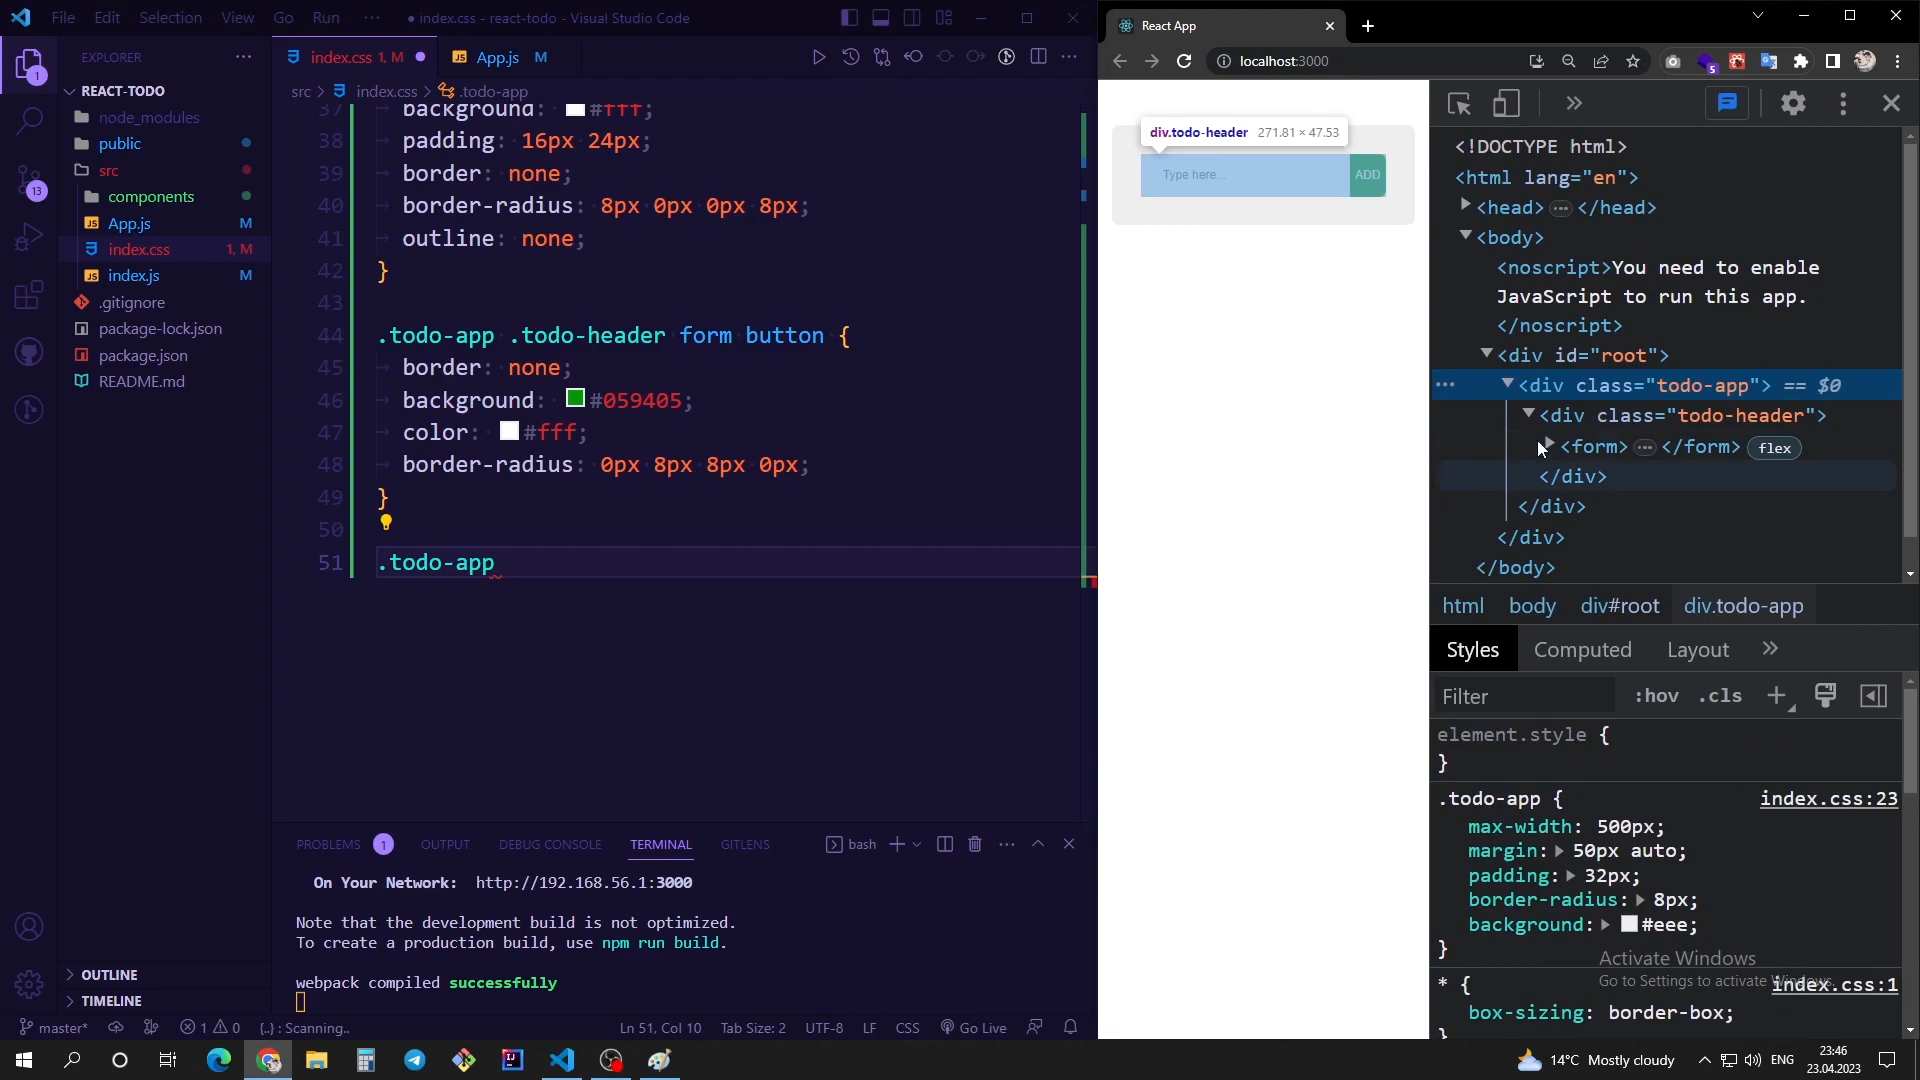 File Edit Selection View Go Run ··· ● index.css - react-todo - Visual Studio Code
EXPLORER ···
REACT-TODO
node_modules
public
src
components
App.js M
index.css 1, M
index.js M
.gitignore
package-lock.json
package.json
README.md
OUTLINE
TIMELINE
1
13
index.css 1, M ● App.js M
src > index.css > .todo-app
37 background: #fff;
38 padding: 16px 24px;
39 border: none;
40 border-radius: 8px 0px 0px 8px;
41 outline: none;
42 }
43
44 .todo-app .todo-header form button {
45 border: none;
46 background: #059405;
47 color: #fff;
48 border-radius: 0px 8px 8px 0px;
49 }
50
51 .todo-app
PROBLEMS 1 OUTPUT DEBUG CONSOLE TERMINAL GITLENS bash
On Your Network: http://192.168.56.1:3000
Note that the development build is not optimized.
To create a production build, use npm run build.
webpack compiled successfully
master* 1 0 {..} : Scanning.. Ln 51, Col 10 Tab Size: 2 UTF-8 LF CSS Go Live
React App
localhost:3000
5
div.todo-header 271.81 × 47.53
Type here... ADD
<!DOCTYPE html>
<html lang="en">
<head> ··· </head>
<body>
<noscript>You need to enable
JavaScript to run this app.
</noscript>
<div id="root">
··· <div class="todo-app"> == $0
<div class="todo-header">
<form> ··· </form> flex
</div>
</div>
</div>
</body>
html body div#root div.todo-app
Styles Computed Layout
Filter :hov .cls
element.style {
}
.todo-app { index.css:23
max-width: 500px;
margin: 50px auto;
padding: 32px;
border-radius: 8px;
background: #eee;
}
Activate Windows
Go to Settings to activate Windows.
* { index.css:1
box-sizing: border-box;
}
14°C Mostly cloudy ENG 23:46
23.04.2023